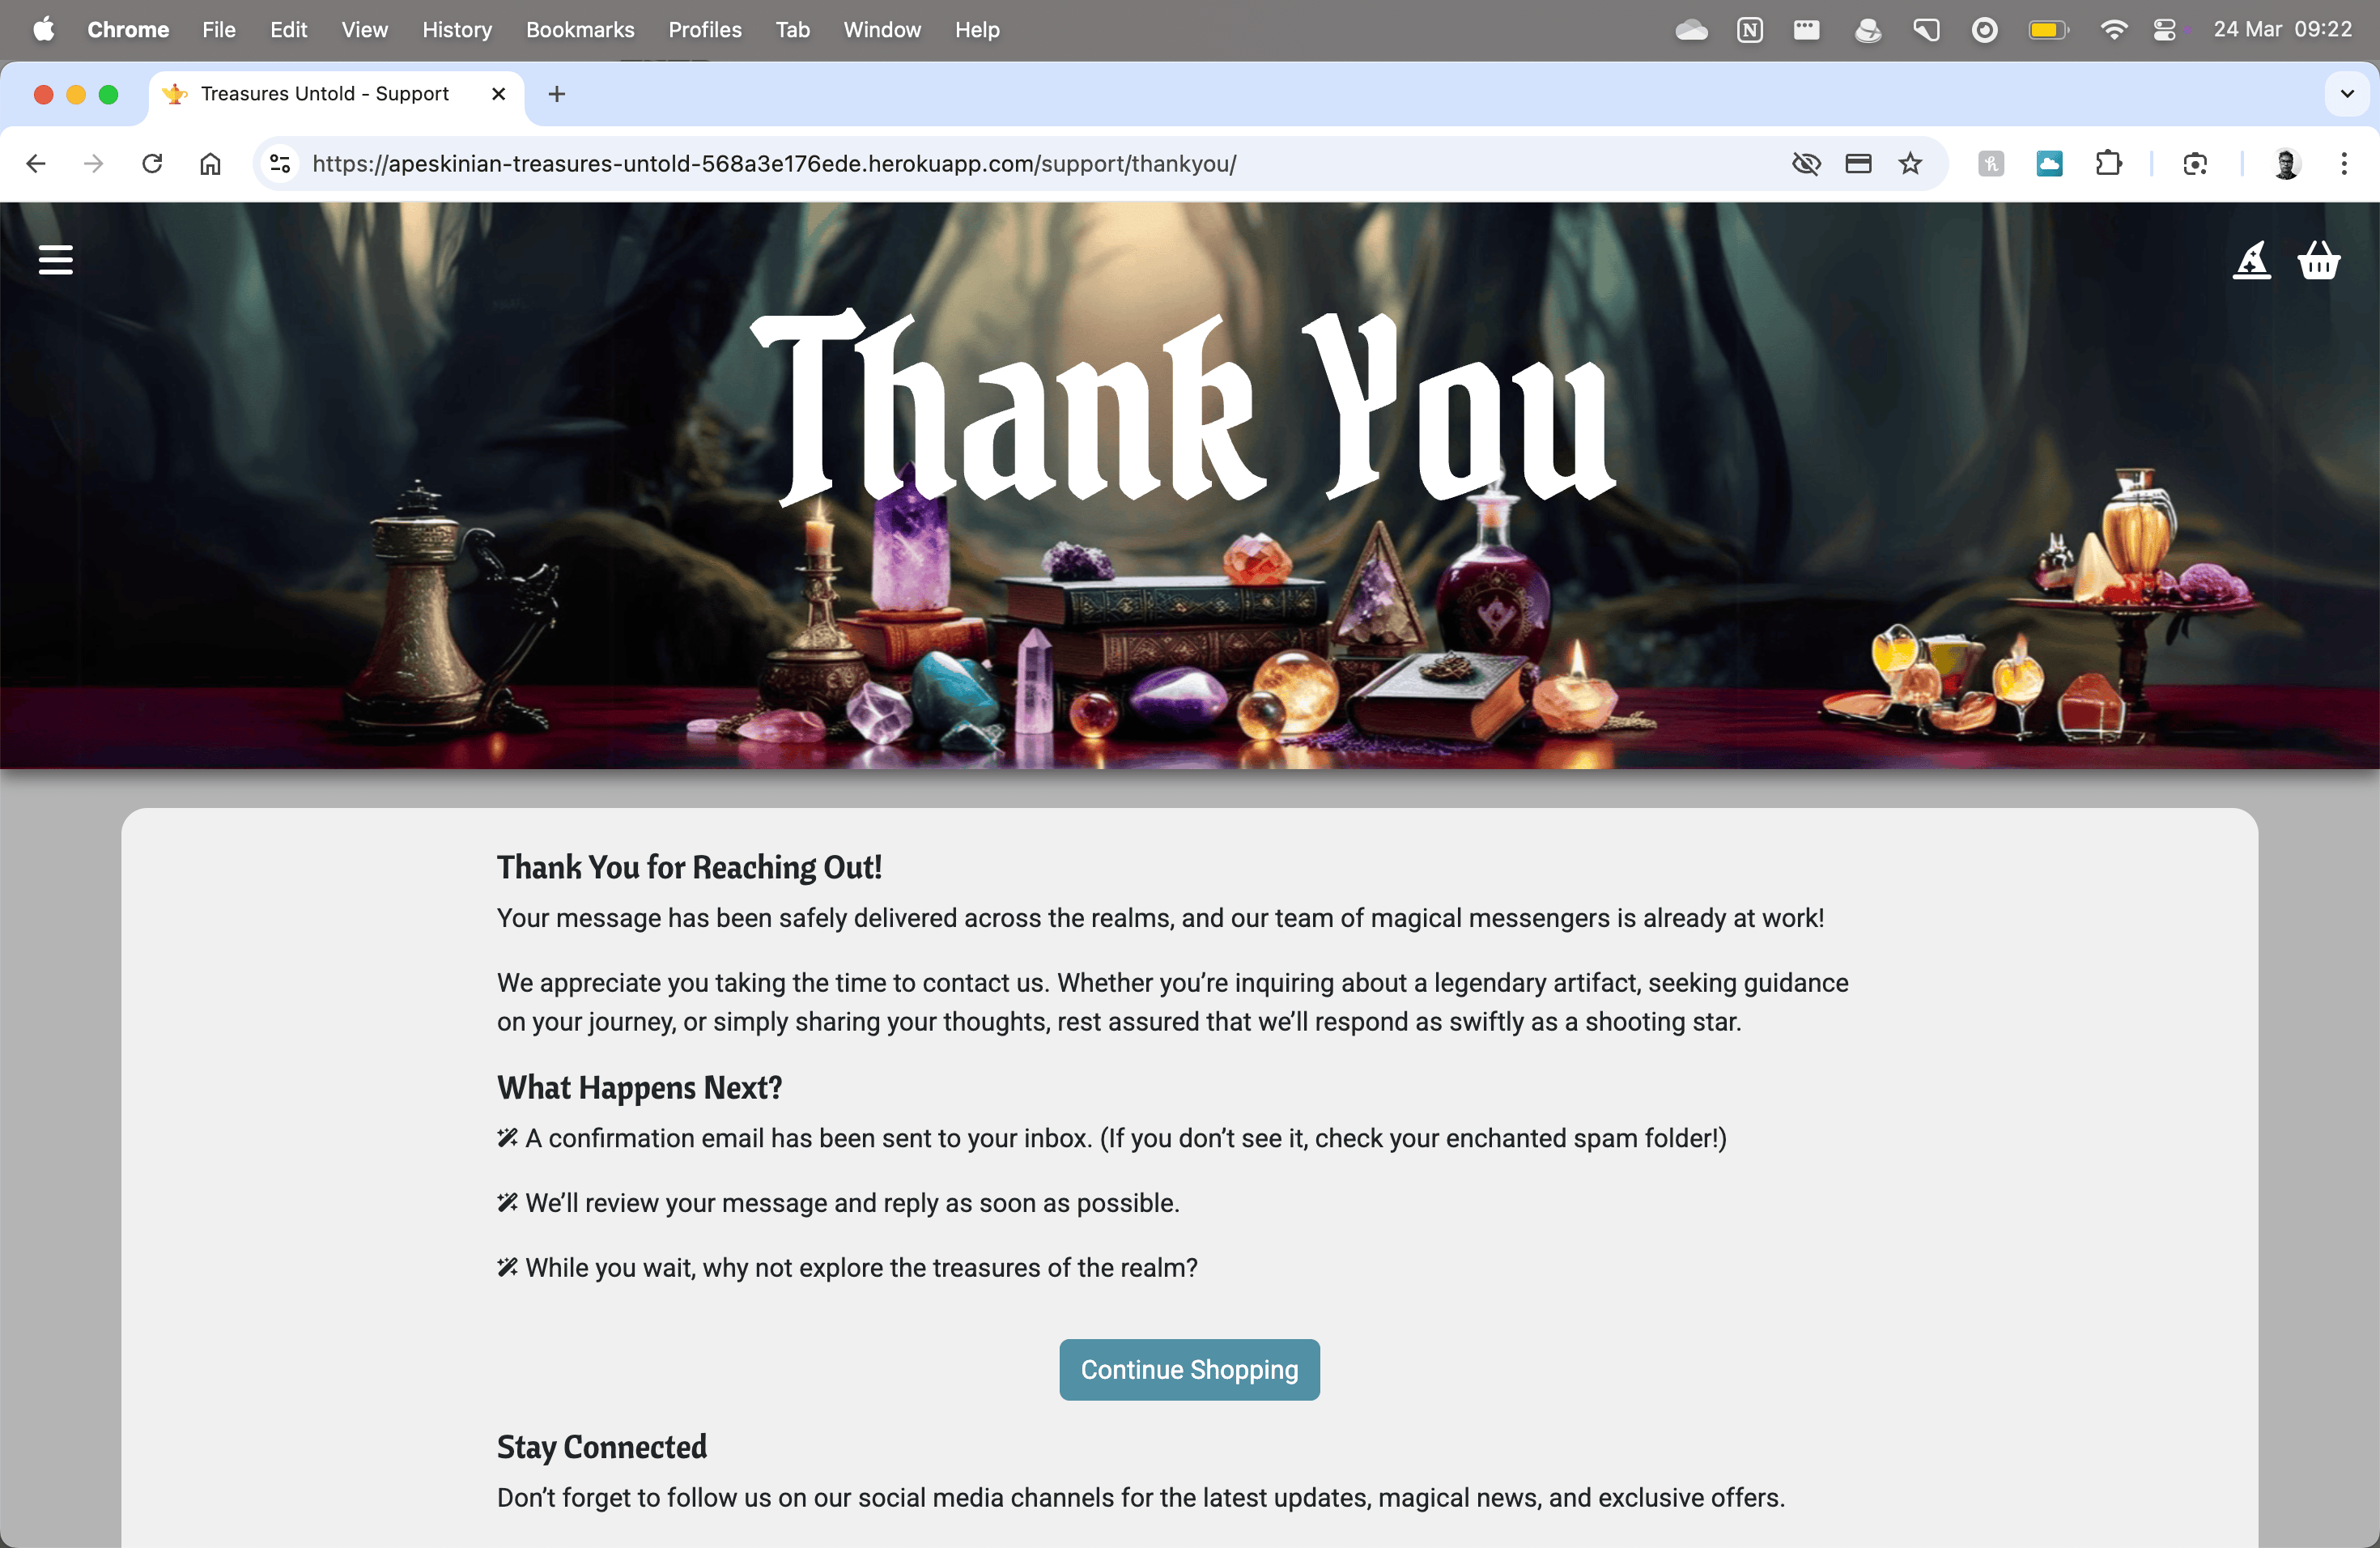 Chrome File Edit View History Bookmarks Profiles Tab Window Help 24 Mar 09:22
Treasures Untold - Support
https://apeskinian-treasures-untold-568a3e176ede.herokuapp.com/support/thankyou/
Thank You
Thank You for Reaching Out!
Your message has been safely delivered across the realms, and our team of magical messengers is already at work!
We appreciate you taking the time to contact us. Whether you’re inquiring about a legendary artifact, seeking guidance
on your journey, or simply sharing your thoughts, rest assured that we’ll respond as swiftly as a shooting star.
What Happens Next?
A confirmation email has been sent to your inbox. (If you don’t see it, check your enchanted spam folder!)
We’ll review your message and reply as soon as possible.
While you wait, why not explore the treasures of the realm?
Continue Shopping
Stay Connected
Don’t forget to follow us on our social media channels for the latest updates, magical news, and exclusive offers.